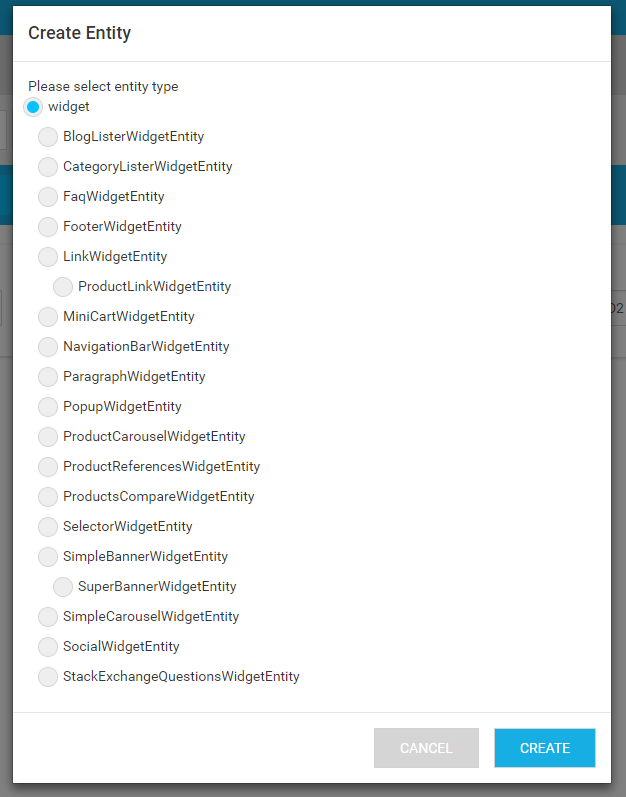 Create Entity
Please select entity type
widget
BlogListerWidgetEntity
CategoryListerWidgetEntity
FaqWidgetEntity
FooterWidgetEntity
LinkWidgetEntity
ProductLinkWidgetEntity
MiniCartWidgetEntity
NavigationBarWidgetEntity
ParagraphWidgetEntity
PopupWidgetEntity
ProductCarouselWidgetEntity
ProductReferencesWidgetEntity
ProductsCompareWidgetEntity
SelectorWidgetEntity
SimpleBannerWidgetEntity
SuperBannerWidgetEntity
SimpleCarouselWidgetEntity
SocialWidgetEntity
StackExchangeQuestionsWidgetEntity
CANCEL CREATE